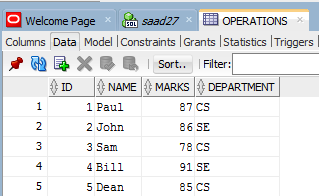 Welcome Page saad27 OPERATIONS
Columns Data Model Constraints Grants Statistics Triggers
Sort.. Filter:
ID NAME MARKS DEPARTMENT
1 1 Paul 87 CS
2 2 John 86 SE
3 3 Sam 78 CS
4 4 Bill 91 SE
5 5 Dean 85 CS